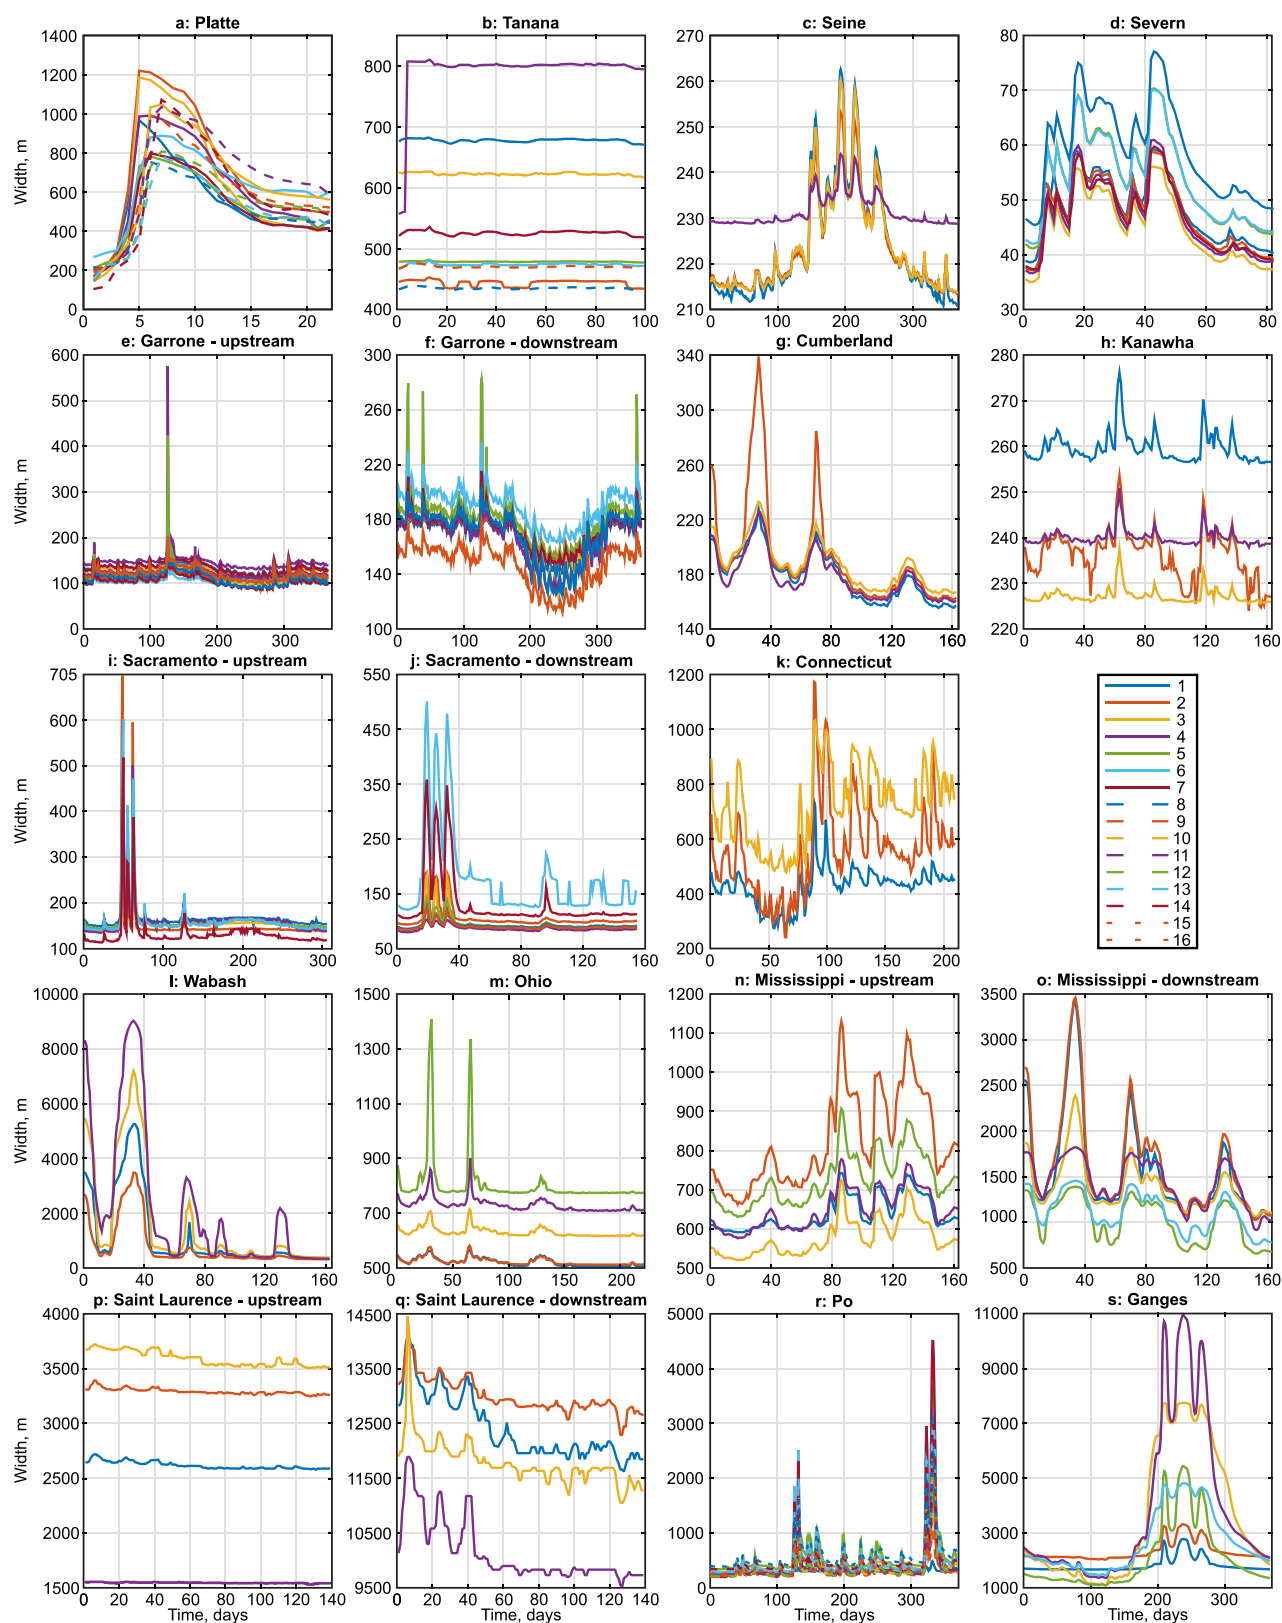 a: Platte
b: Tanana
c: Seine
d: Severn
Width, m
1400
1200
1000
800
600
400
200
0
0 5 10 15 20
800
700
600
500
400
0 20 40 60 80 100
270
260
250
240
230
220
210
0 100 200 300
80
70
60
50
40
30
0 20 40 60 80
e: Garrone - upstream
f: Garrone - downstream
g: Cumberland
h: Kanawha
Width, m
600
500
400
300
200
100
0
0 100 200 300
300
260
220
180
140
100
0 100 200 300
340
300
260
220
180
140
0 40 80 120 160
280
270
260
250
240
230
220
0 40 80 120 160
i: Sacramento - upstream
j: Sacramento - downstream
k: Connecticut
Width, m
705
600
500
400
300
200
100
0 100 200 300
550
450
350
250
150
50
0 40 80 120 160
1200
1000
800
600
400
200
0 50 100 150 200
1
2
3
4
5
6
7
8
9
10
11
12
13
14
15
16
l: Wabash
m: Ohio
n: Mississippi - upstream
o: Mississippi - downstream
Width, m
10000
8000
6000
4000
2000
0
0 40 80 120 160
1500
1300
1100
900
700
500
0 50 100 150 200
1200
1100
1000
900
800
700
600
500
0 40 80 120 160
3500
3000
2500
2000
1500
1000
500
0 40 80 120 160
p: Saint Laurence - upstream
q: Saint Laurence - downstream
r: Po
s: Ganges
Width, m
4000
3500
3000
2500
2000
1500
0 20 40 60 80 100 120 140
Time, days
14500
13500
12500
11500
10500
9500
0 20 40 60 80 100 120 140
Time, days
5000
4000
3000
2000
1000
0
0 100 200 300
Time, days
11000
9000
7000
5000
3000
1000
0 100 200 300
Time, days